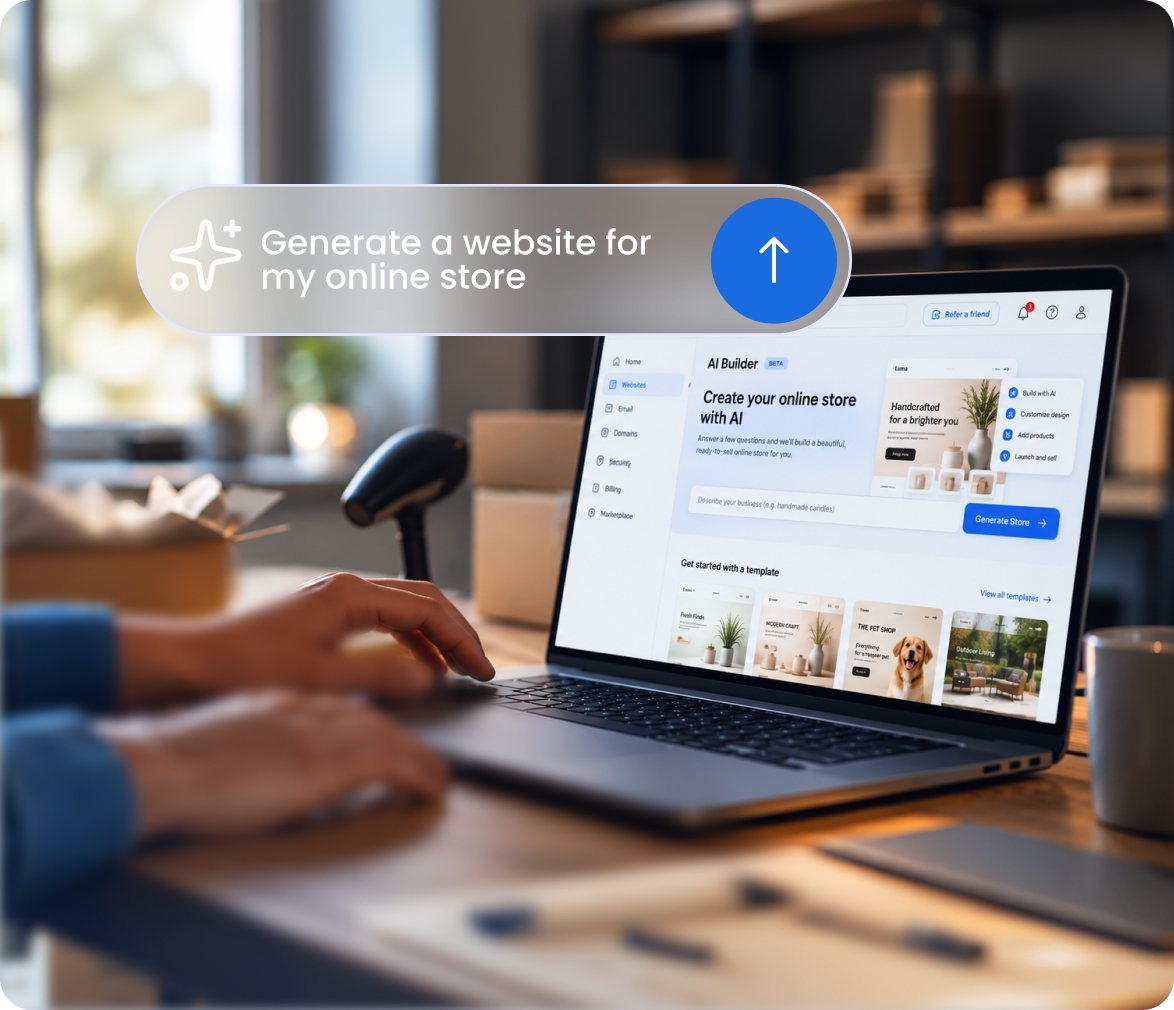 Generate a website for
my online store
Refer a friend
3
Home
Websites
Email
Domains
Security
Billing
Marketplace
AI Builder BETA
Create your online store
with AI
Answer a few questions and we'll build a beautiful,
ready-to-sell online store for you.
Describe your business (e.g. handmade candles)
Generate Store
Luma
Handcrafted
for a brighter you
Shop now
Build with AI
Customize design
Add products
Launch and sell
Get started with a template
View all templates
Fresh Finds
MODERN CRAFT
THE PET SHOP
Everything
for a happier pet
Outdoor Living